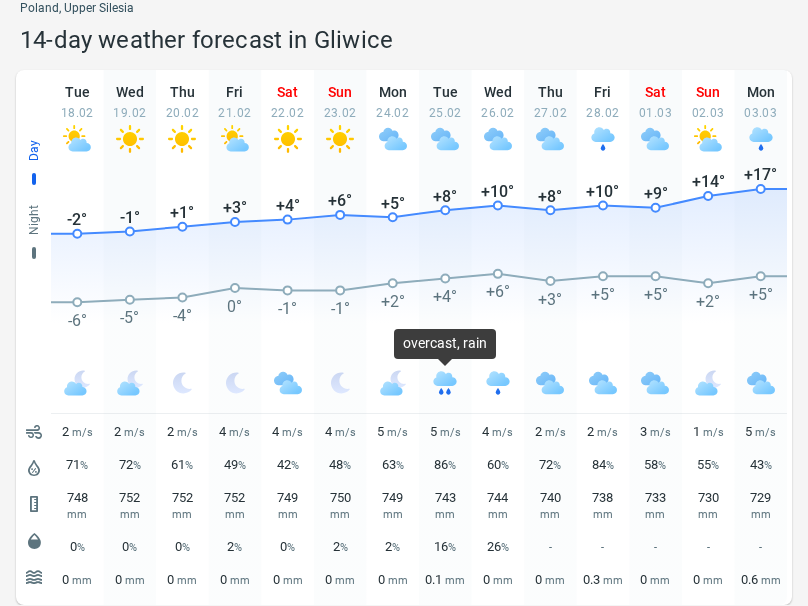 Poland, Upper Silesia
14-day weather forecast in Gliwice
Tue Wed Thu Fri Sat Sun Mon Tue Wed Thu Fri Sat Sun Mon
18.02 19.02 20.02 21.02 22.02 23.02 24.02 25.02 26.02 27.02 28.02 01.03 02.03 03.03
Day
-2° -1° +1° +3° +4° +6° +5° +8° +10° +8° +10° +9° +14° +17°
Night
-6° -5° -4° 0° -1° -1° +2° +4° +6° +3° +5° +5° +2° +5°
overcast, rain
2 m/s 2 m/s 2 m/s 4 m/s 4 m/s 4 m/s 5 m/s 5 m/s 4 m/s 2 m/s 2 m/s 3 m/s 1 m/s 5 m/s
71% 72% 61% 49% 42% 48% 63% 86% 60% 72% 84% 58% 55% 43%
748 752 752 752 749 750 749 743 744 740 738 733 730 729
mm mm mm mm mm mm mm mm mm mm mm mm mm mm
0% 0% 0% 2% 0% 2% 2% 16% 26% - - - - -
0 mm 0 mm 0 mm 0 mm 0 mm 0 mm 0 mm 0.1 mm 0 mm 0 mm 0.3 mm 0 mm 0 mm 0.6 mm